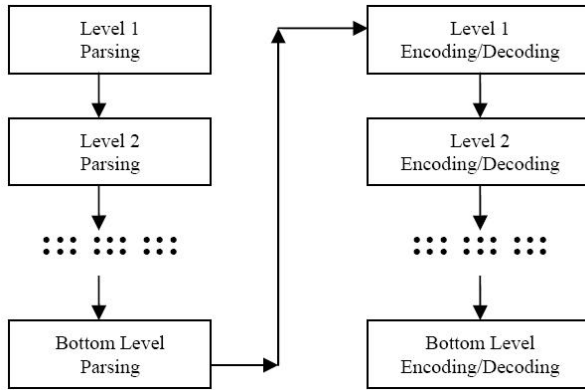 Level 1
Parsing
Level 2
Parsing
Bottom Level
Parsing
Level 1
Encoding/Decoding
Level 2
Encoding/Decoding
Bottom Level
Encoding/Decoding